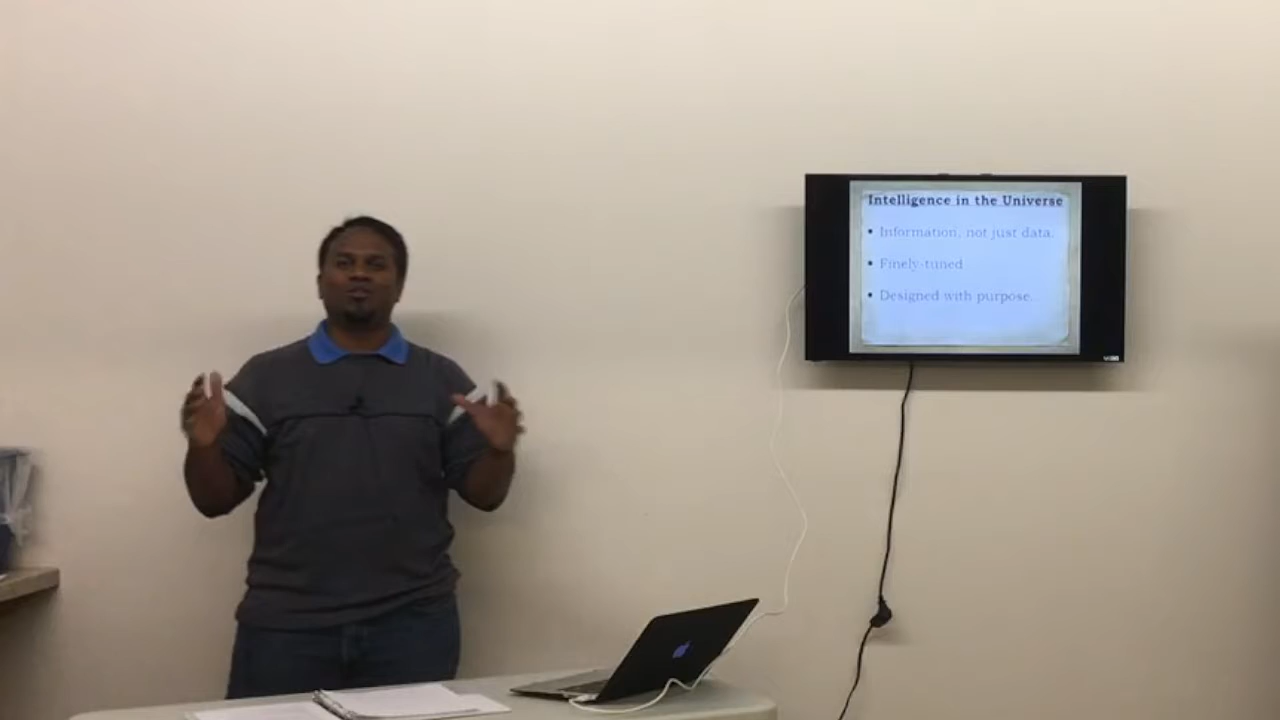 Intelligence in the Universe
• Information, not just data.
• Finely-tuned
• Designed with purpose.